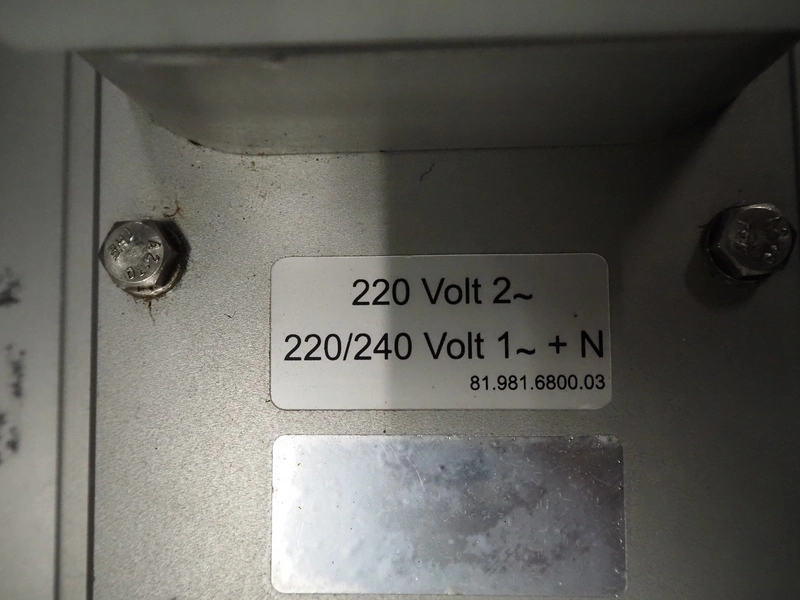 220 Volt 2~
220/240 Volt 1~ + N
81.981.6800.03